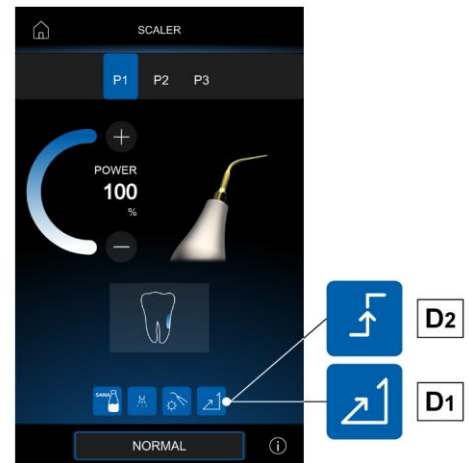 SCALER
P1 P2 P3
POWER
100
%
SANA
NORMAL
D2
D1